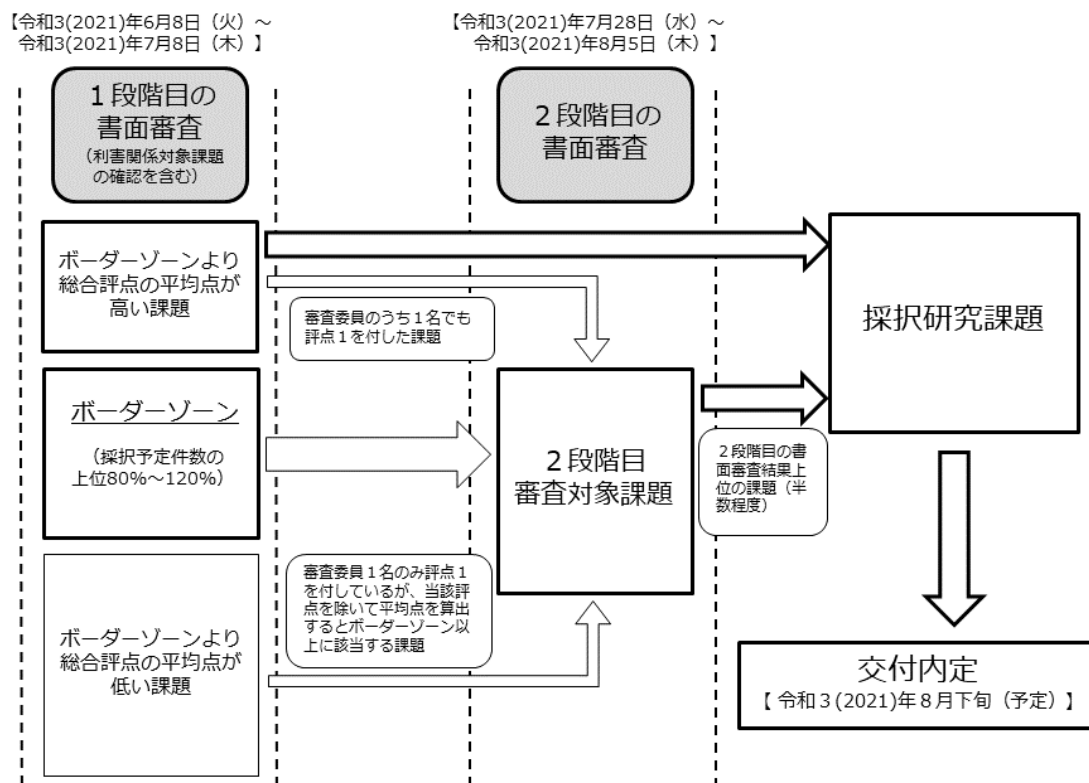 【令和3(2021)年6月8日（火）～
令和3(2021)年7月8日（木）】
【令和3(2021)年7月28日（水）～
令和3(2021)年8月5日（木）】
１段階目の
書面審査
（利害関係対象課題
の確認を含む）
２段階目の
書面審査
ボーダーゾーンより
総合評点の平均点が
高い課題
審査委員のうち１名でも
評点１を付した課題
採択研究課題
ボーダーゾーン
（採択予定件数の
上位80%～120%）
２段階目
審査対象課題
２段階目の書
面審査結果上
位の課題（半
数程度）
審査委員１名のみ評点１
を付しているが、当該評
点を除いて平均点を算出
するとボーダーゾーン以
上に該当する課題
ボーダーゾーンより
総合評点の平均点が
低い課題
交付内定
【 令和３(2021)年８月下旬（予定）】